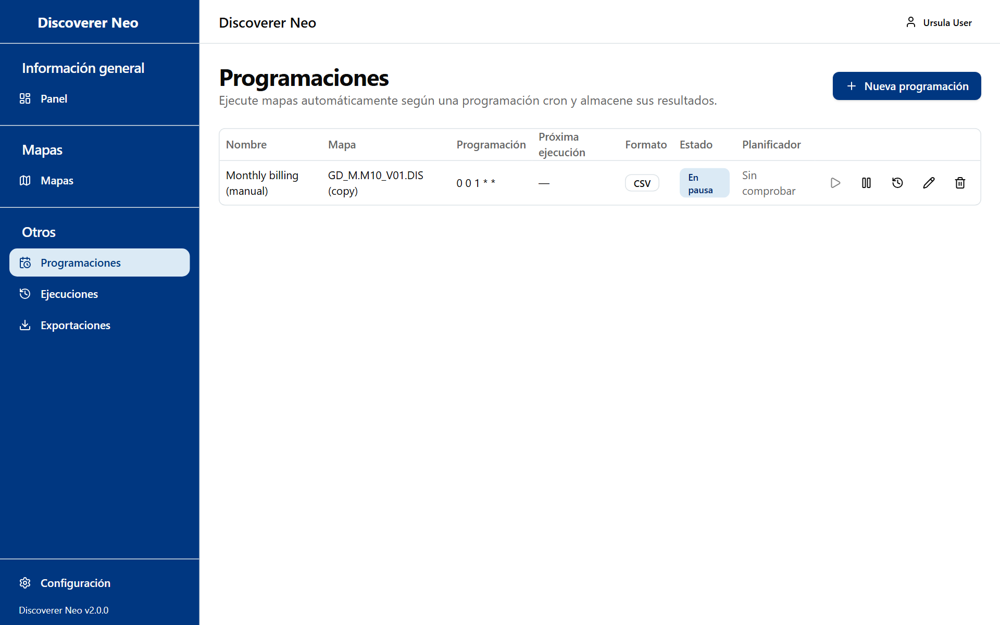 Discoverer Neo
Discoverer Neo
Ursula User
Información general
Panel
Mapas
Mapas
Otros
Programaciones
Ejecuciones
Exportaciones
Configuración
Discoverer Neo v2.0.0
Programaciones
Ejecute mapas automáticamente según una programación cron y almacene sus resultados.
Nueva programación
Nombre
Mapa
Programación
Próxima
ejecución
Formato
Estado
Planificador
Monthly billing
(manual)
GD_M.M10_V01.DIS
(copy)
0 0 1 * *
—
CSV
En
pausa
Sin
comprobar